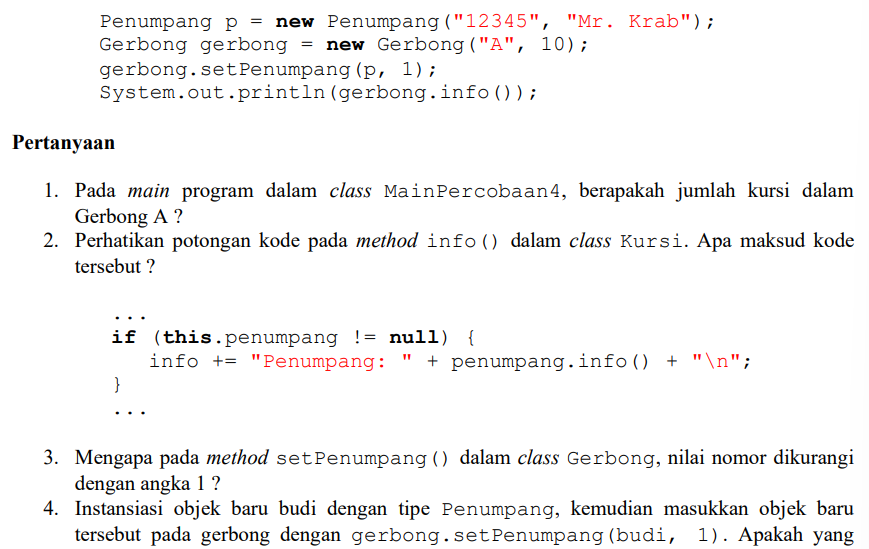 Penumpang p = new Penumpang("12345", "Mr. Krab");
Gerbong gerbong = new Gerbong("A", 10);
gerbong.setPenumpang(p, 1);
System.out.println(gerbong.info());
Pertanyaan
1. Pada main program dalam class MainPercobaan4, berapakah jumlah kursi dalam
Gerbong A ?
2. Perhatikan potongan kode pada method info() dalam class Kursi. Apa maksud kode
tersebut ?
...
if (this.penumpang != null) {
info += "Penumpang: " + penumpang.info() + "\n";
}
...
3. Mengapa pada method setPenumpang() dalam class Gerbong, nilai nomor dikurangi
dengan angka 1 ?
4. Instansiasi objek baru budi dengan tipe Penumpang, kemudian masukkan objek baru
tersebut pada gerbong dengan gerbong.setPenumpang(budi, 1). Apakah yang